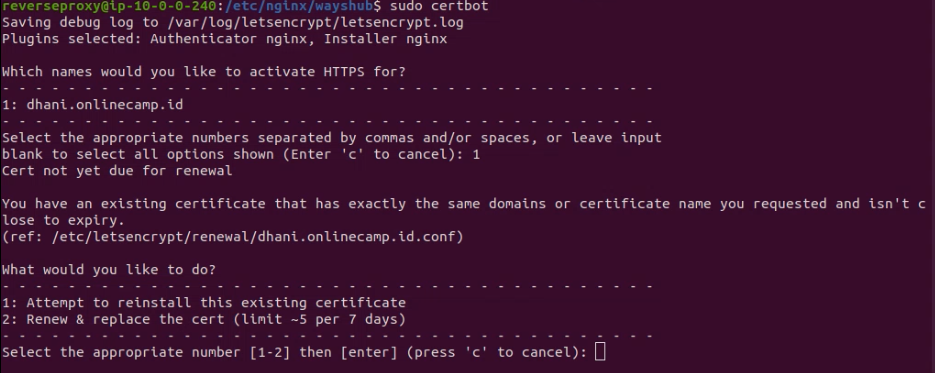 reverseproxy@ip-10-0-0-240:/etc/nginx/wayshub$ sudo certbot
Saving debug log to /var/log/letsencrypt/letsencrypt.log
Plugins selected: Authenticator nginx, Installer nginx
Which names would you like to activate HTTPS for?
- - - - - - - - - - - - - - - - - - - - - - - - - - - - - - - - - - - - - - - -
1: dhani.onlinecamp.id
- - - - - - - - - - - - - - - - - - - - - - - - - - - - - - - - - - - - - - - -
Select the appropriate numbers separated by commas and/or spaces, or leave input
blank to select all options shown (Enter 'c' to cancel): 1
Cert not yet due for renewal
You have an existing certificate that has exactly the same domains or certificate name you requested and isn't c
lose to expiry.
(ref: /etc/letsencrypt/renewal/dhani.onlinecamp.id.conf)
What would you like to do?
- - - - - - - - - - - - - - - - - - - - - - - - - - - - - - - - - - - - - - - -
1: Attempt to reinstall this existing certificate
2: Renew & replace the cert (limit ~5 per 7 days)
- - - - - - - - - - - - - - - - - - - - - - - - - - - - - - - - - - - - - - - -
Select the appropriate number [1-2] then [enter] (press 'c' to cancel):